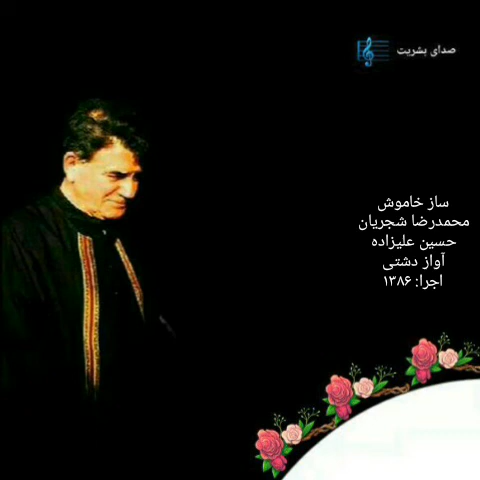 صدای بشریت
ساز خاموش
محمدرضا شجریان
حسین علیزاده
آواز دشتی
اجرا: ۱۳۸۶